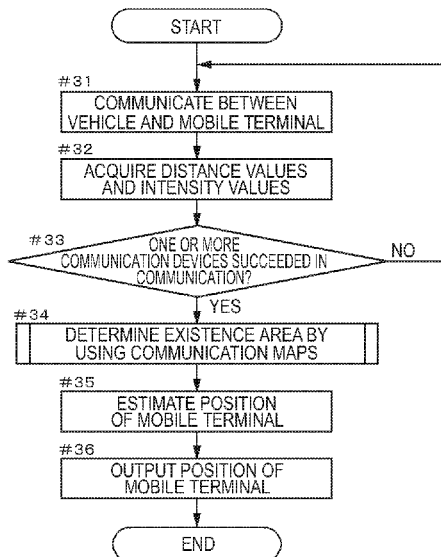 START
#31
COMMUNICATE BETWEEN
VEHICLE AND MOBILE TERMINAL
#32
ACQUIRE DISTANCE VALUES
AND INTENSITY VALUES
#33
ONE OR MORE
COMMUNICATION DEVICES SUCCEEDED IN
COMMUNICATION?
NO
YES
#34
DETERMINE EXISTENCE AREA BY
USING COMMUNICATION MAPS
#35
ESTIMATE POSITION
OF MOBILE TERMINAL
#36
OUTPUT POSITION OF
MOBILE TERMINAL
END